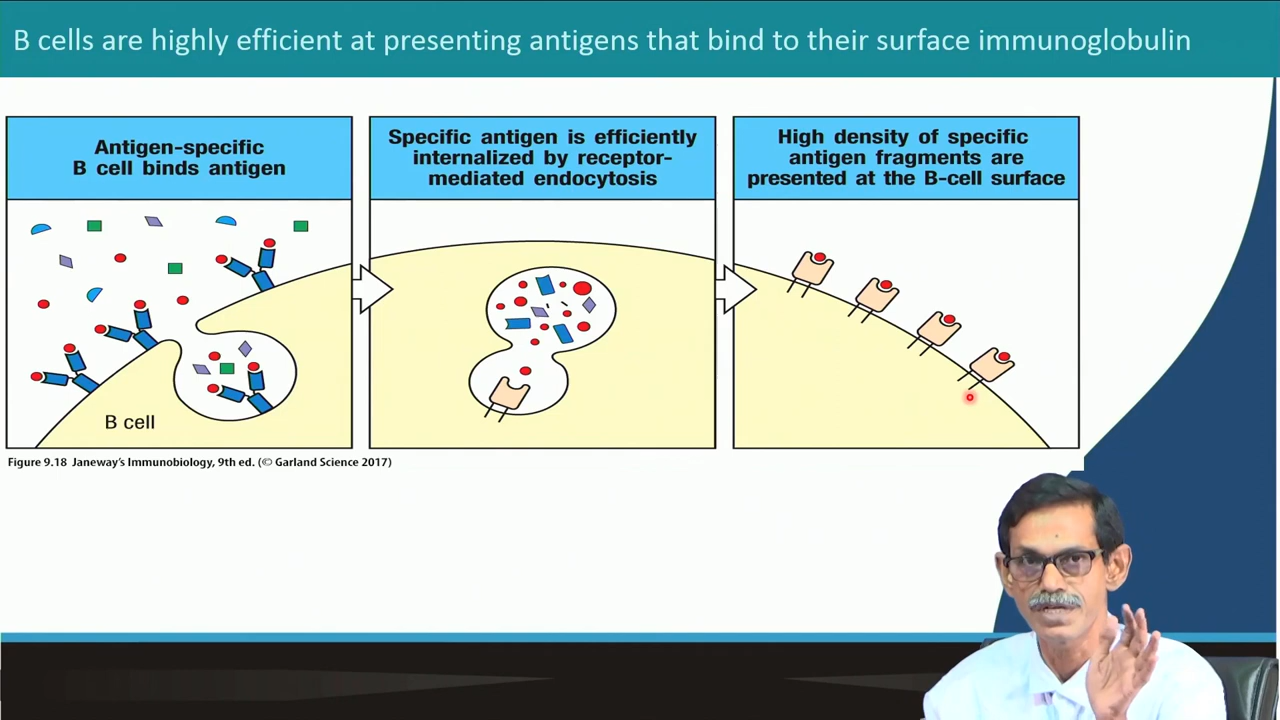 B cells are highly efficient at presenting antigens that bind to their surface immunoglobulin
Antigen-specific
B cell binds antigen
Specific antigen is efficiently
internalized by receptor-
mediated endocytosis
High density of specific
antigen fragments are
presented at the B-cell surface
B cell
Figure 9.18 Janeway's Immunobiology, 9th ed. (© Garland Science 2017)